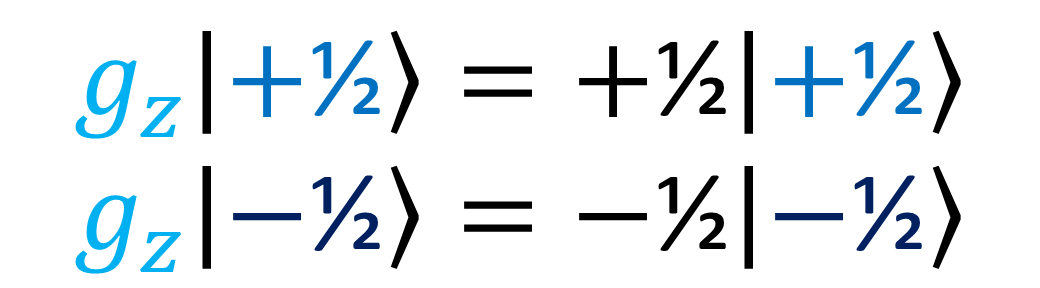 g_z|+½⟩ = +½|+½⟩
g_z|−½⟩ = −½|−½⟩